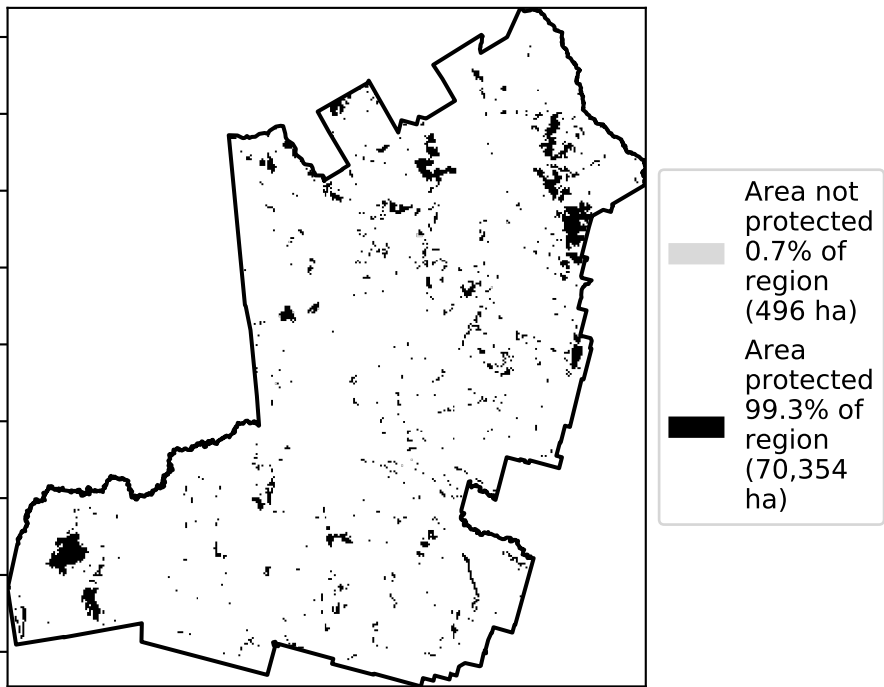 Area not
protected
0.7% of
region
(496 ha)
Area
protected
99.3% of
region
(70,354
ha)